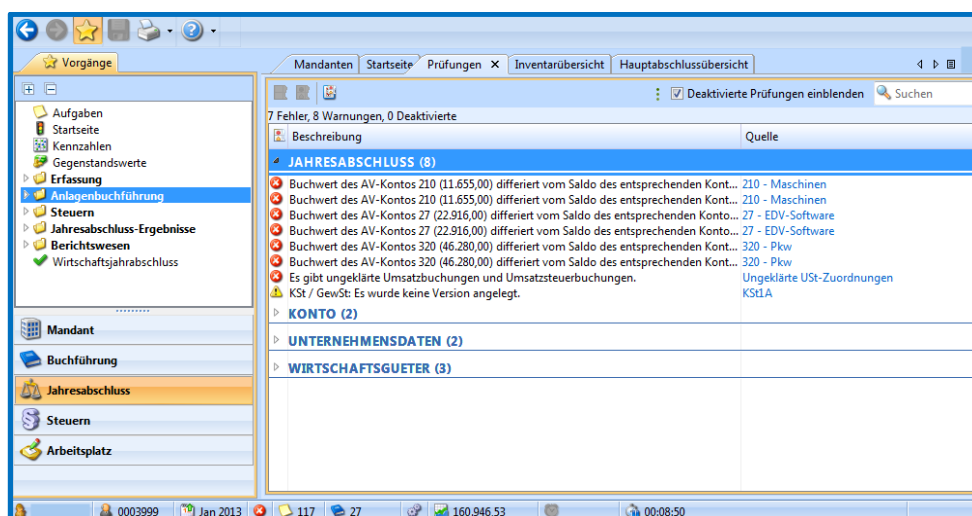 Vorgänge
Mandanten Startseite Prüfungen Inventarübersicht Hauptabschlussübersicht
Deaktivierte Prüfungen einblenden Suchen
7 Fehler, 8 Warnungen, 0 Deaktivierte
Beschreibung Quelle
Aufgaben
Startseite
Kennzahlen
Gegenstandswerte
Erfassung
Anlagenbuchführung
Steuern
Jahresabschluss-Ergebnisse
Berichtswesen
Wirtschaftsjahrabschluss
JAHRESABSCHLUSS (8)
Buchwert des AV-Kontos 210 (11.655,00) differiert vom Saldo des entsprechenden Kont... 210 - Maschinen
Buchwert des AV-Kontos 210 (11.655,00) differiert vom Saldo des entsprechenden Kont... 210 - Maschinen
Buchwert des AV-Kontos 27 (22.916,00) differiert vom Saldo des entsprechenden Konto... 27 - EDV-Software
Buchwert des AV-Kontos 27 (22.916,00) differiert vom Saldo des entsprechenden Konto... 27 - EDV-Software
Buchwert des AV-Kontos 320 (46.280,00) differiert vom Saldo des entsprechenden Kont... 320 - Pkw
Buchwert des AV-Kontos 320 (46.280,00) differiert vom Saldo des entsprechenden Kont... 320 - Pkw
Es gibt ungeklärte Umsatzbuchungen und Umsatzsteuerbuchungen. Ungeklärte USt-Zuordnungen
KSt / GewSt: Es wurde keine Version angelegt. KSt1A
KONTO (2)
UNTERNEHMENSDATEN (2)
WIRTSCHAFTSGUETER (3)
Mandant
Buchführung
Jahresabschluss
Steuern
Arbeitsplatz
0003999 Jan 2013 117 27 160.946,53 00:08:50